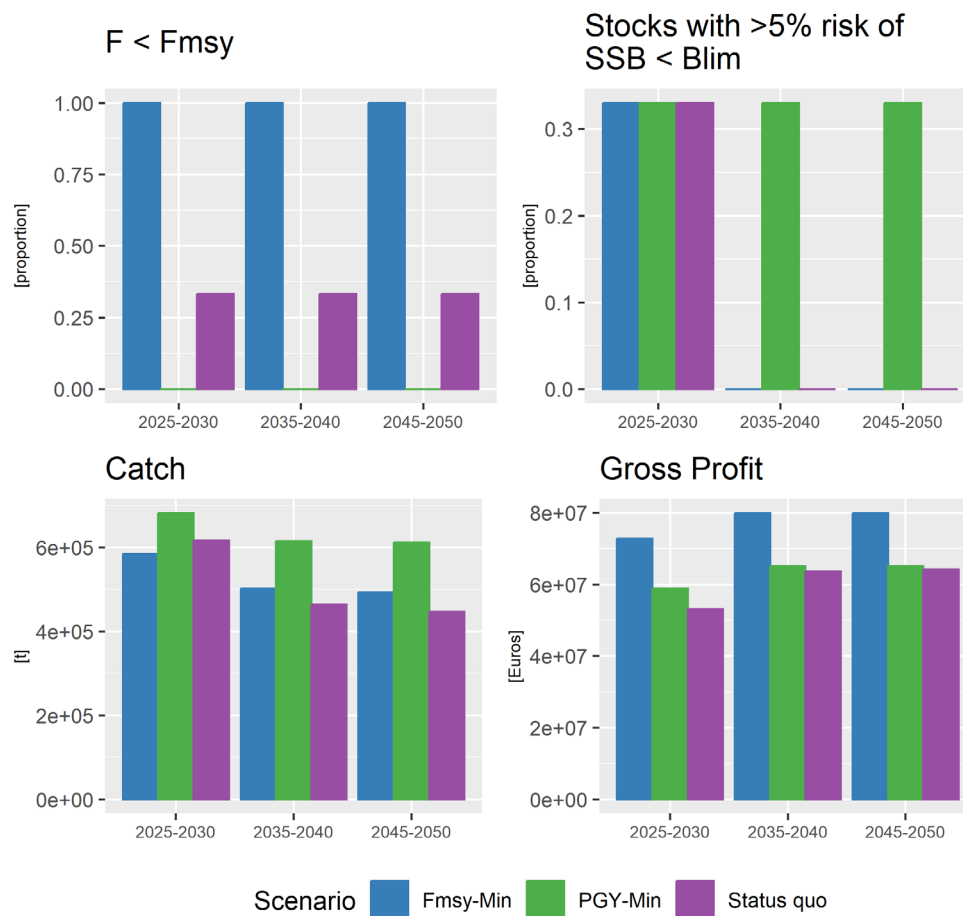 F < Fmsy
[proportion]
1.00
0.75
0.50
0.25
0.00
2025-2030
2035-2040
2045-2050
Stocks with >5% risk of
SSB < Blim
[proportion]
0.3
0.2
0.1
0.0
2025-2030
2035-2040
2045-2050
Catch
[t]
6e+05
4e+05
2e+05
0e+00
2025-2030
2035-2040
2045-2050
Gross Profit
[Euros]
8e+07
6e+07
4e+07
2e+07
0e+00
2025-2030
2035-2040
2045-2050
Scenario Fmsy-Min PGY-Min Status quo